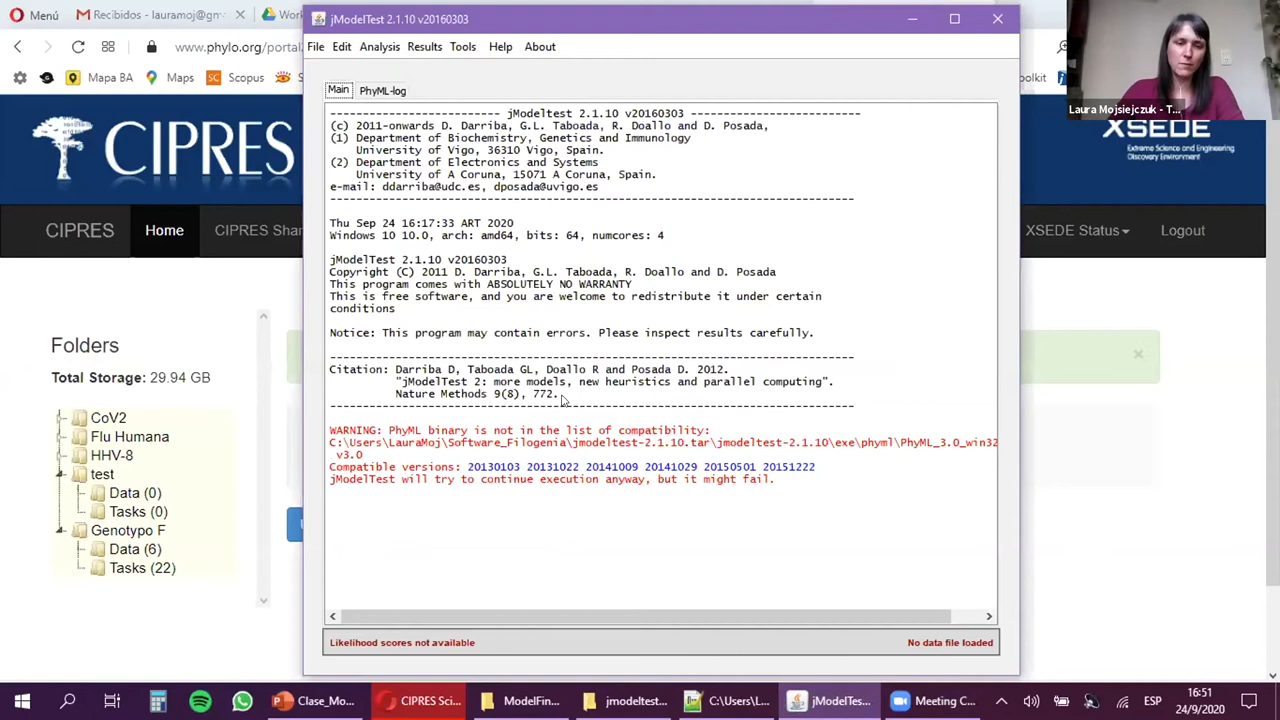 Menú
Recibidos - lauramoj@gm
Work
jModelTest 2.1.10 v20160303
www.phylo.org/portal
File Edit Analysis Results Tools Help About
Mapa BA
Maps
Scopus
Main PhyML-log
Laura Mojsiejczuk - T...
CIPRES
XSEDE
Extreme Science and Engineering
Discovery Environment
CIPRES
Home
CIPRES Sha
XSEDE Status
Logout
------------------------ jModeltest 2.1.10 v20160303 ------------------------
(c) 2011-onwards D. Darriba, G.L. Taboada, R. Doallo and D. Posada,
(1) Department of Biochemistry, Genetics and Immunology
University of Vigo, 36310 Vigo, Spain.
(2) Department of Electronics and Systems
University of A Coruna, 15071 A Coruna, Spain.
e-mail: ddarriba@udc.es, dposada@uvigo.es
--------------------------------------------------------------------------------
Thu Sep 24 16:17:33 ART 2020
Windows 10 10.0, arch: amd64, bits: 64, numcores: 4
jModelTest 2.1.10 v20160303
Copyright (C) 2011 D. Darriba, G.L. Taboada, R. Doallo and D. Posada
This program comes with ABSOLUTELY NO WARRANTY
This is free software, and you are welcome to redistribute it under certain
conditions
Notice: This program may contain errors. Please inspect results carefully.
--------------------------------------------------------------------------------
Citation: Darriba D, Taboada GL, Doallo R and Posada D. 2012.
"jModelTest 2: more models, new heuristics and parallel computing".
Nature Methods 9(8), 772.
--------------------------------------------------------------------------------
WARNING: PhyML binary is not in the list of compatibility:
C:\Users\LauraMoj\Software_Filogenia\jmodeltest-2.1.10.tar\jmodeltest-2.1.10\exe\phyml\PhyML_3.0_win32
v3.0
Compatible versions: 20130103 20131022 20141009 20141029 20150501 20151222
jModelTest will try to continue execution anyway, but it might fail.
Likelihood scores not available
No data file loaded
Folders
Total Storage: 29.94 GB
CoV2
Flu Humana
HHV-8
test
Data (0)
Tasks (0)
Genotypo F
Data (6)
Tasks (22)
Clase_Mo...
CIPRES Sci...
ModelFin...
jmodeltest...
C:\Users\L...
jModelTes...
Meeting C...
ESP
16:51
24/9/2020